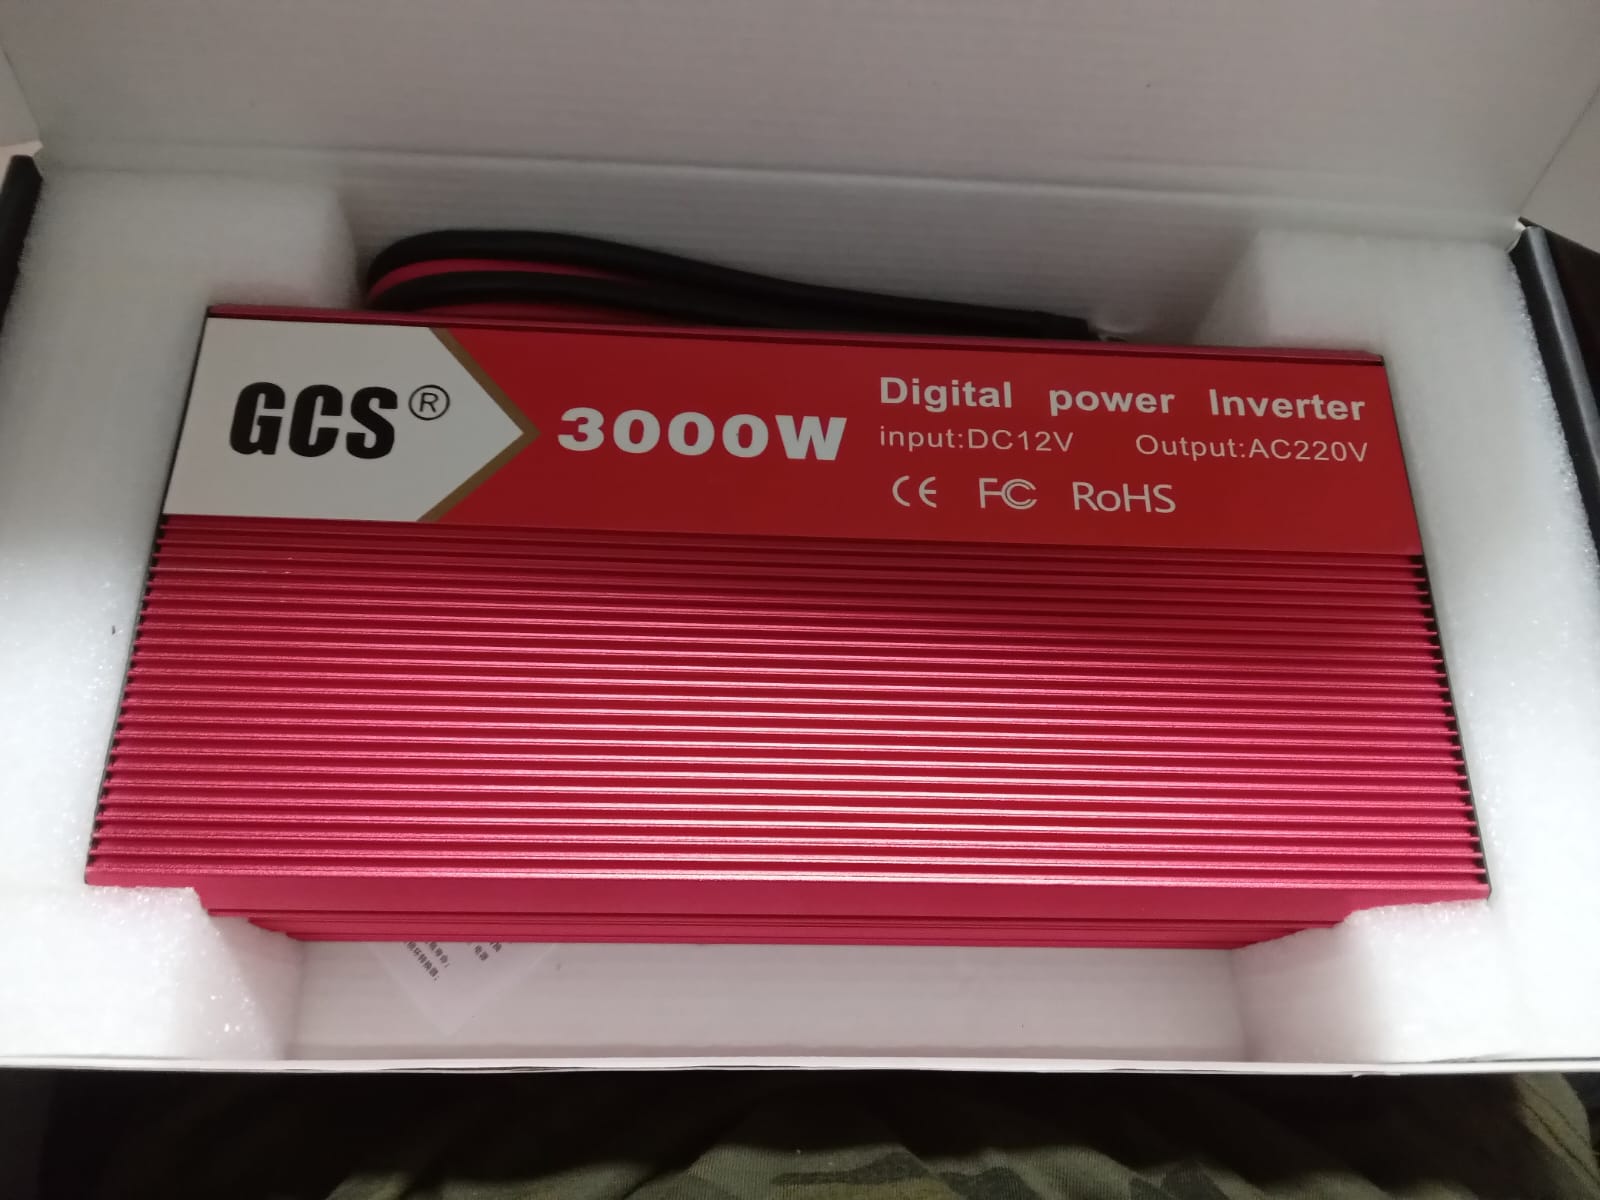 GCS®
3000W
Digital power Inverter
input:DC12V Output:AC220V
CE FC RoHS